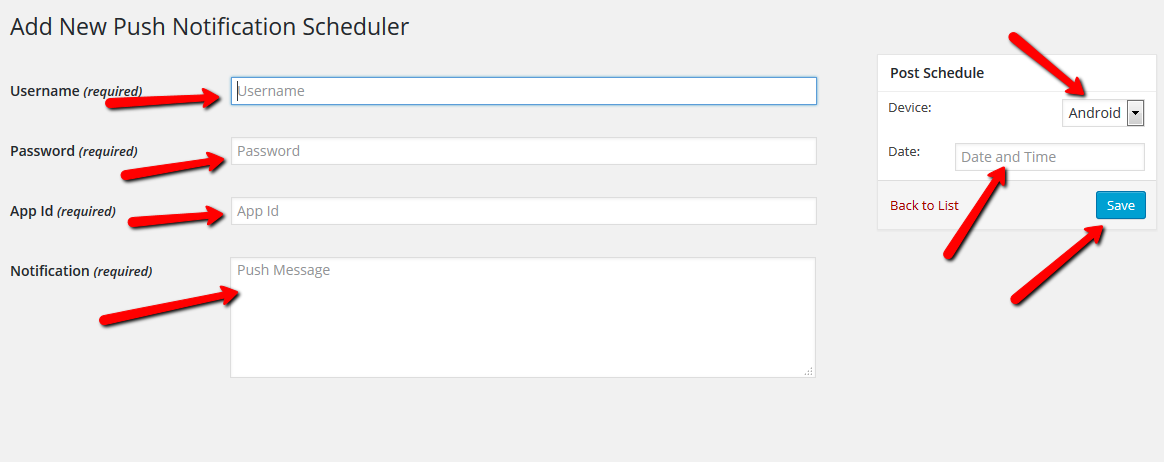 Add New Push Notification Scheduler
Username (required)
Username
Password (required)
Password
App Id (required)
App Id
Notification (required)
Push Message
Post Schedule
Device:
Android
Date:
Date and Time
Back to List
Save